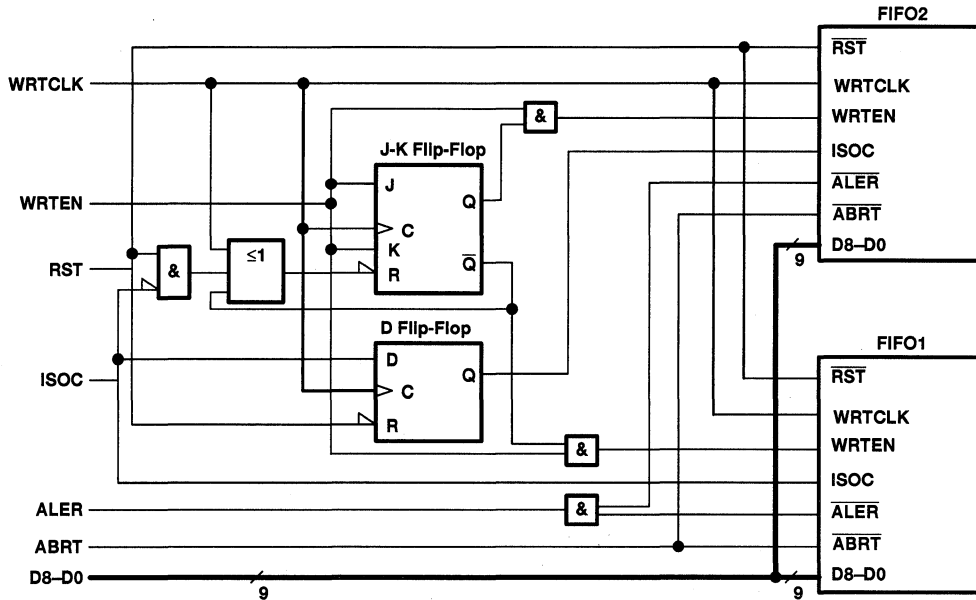 FIFO2
RST
WRTCLK
WRTCLK
&
WRTEN
J-K Flip-Flop
ISOC
J
Q
ALER
WRTEN
ABRT
C
≤1
K
D8–D0
9
RST
&
R
Q
D Flip-Flop
FIFO1
D
Q
RST
ISOC
C
WRTCLK
R
&
WRTEN
ISOC
ALER
&
ALER
ABRT
ABRT
D8–D0
D8–D0
9
9